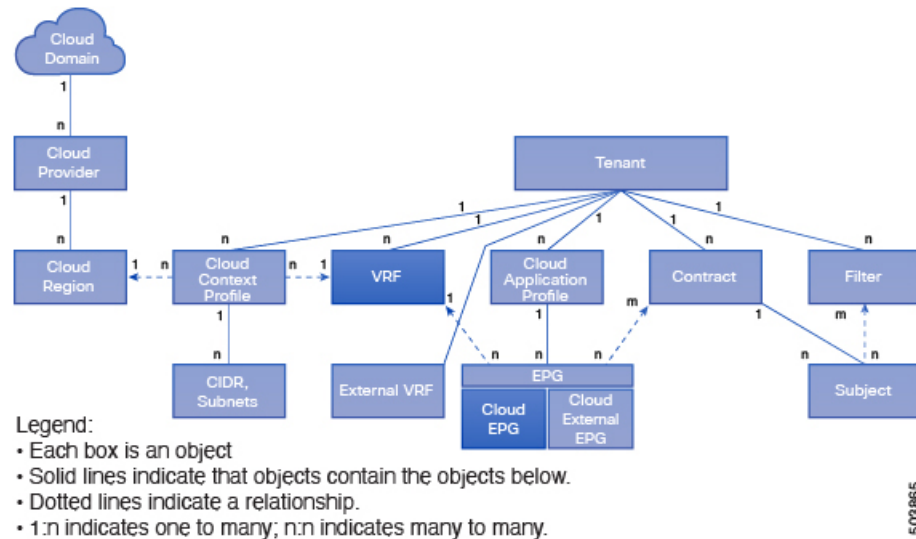 Cloud
Domain
1
n
Cloud
Provider
Tenant
1
1
1
1
1
1
n
n
n
n
n
n
Cloud
Region
1
n
Cloud
Context
Profile
n
1
VRF
Cloud
Application
Profile
Contract
Filter
1
1
1
m
1
m
n
n
n
n
n
n
CIDR,
Subnets
External VRF
EPG
Cloud
EPG
Cloud
External
EPG
Subject
Legend:
• Each box is an object
• Solid lines indicate that objects contain the objects below.
• Dotted lines indicate a relationship.
• 1:n indicates one to many; n:n indicates many to many.
503865